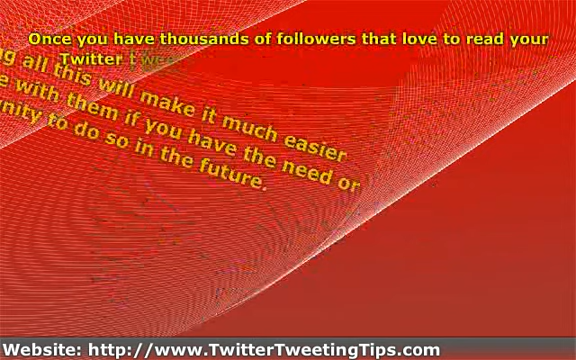 Once you have thousands of followers that love to read your
Twitter twee
all this will make it much easier
with them if you have the need or
to do so in the future.
Website: http://www.TwitterTweetingTips.com